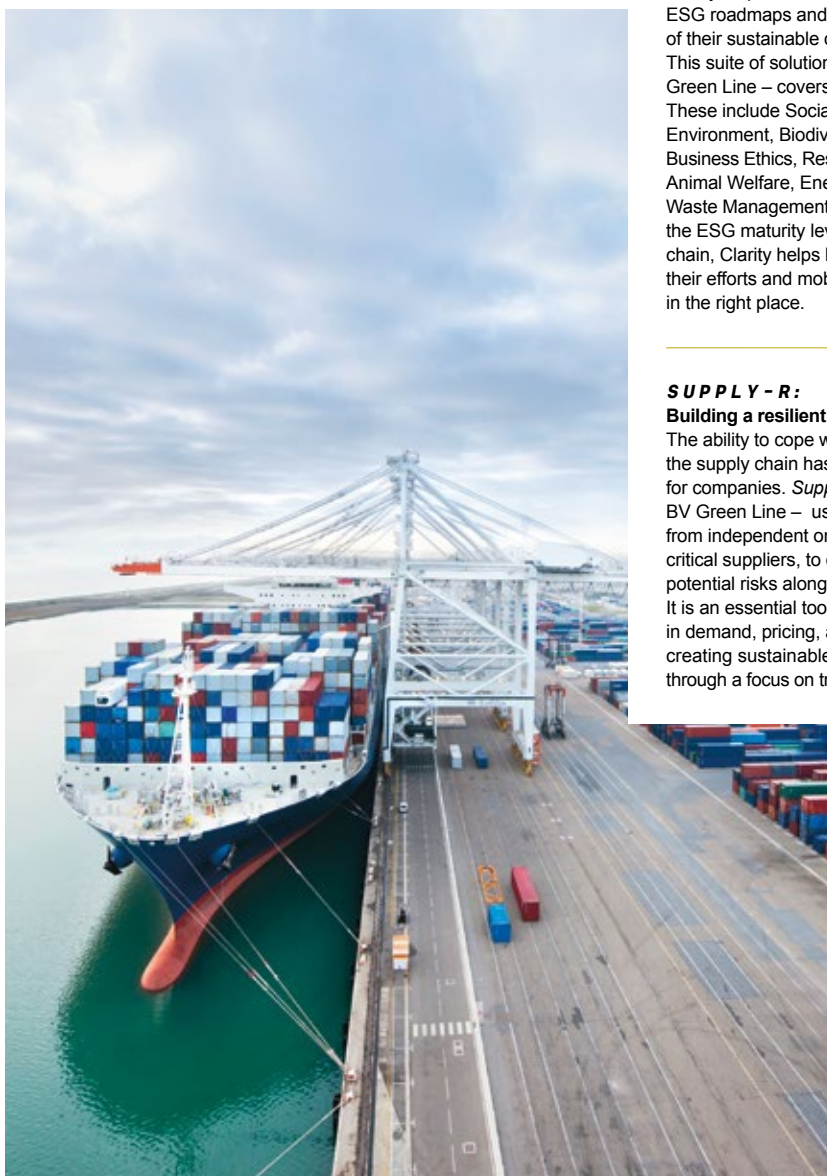 ESG roadmaps and
of their sustainable d
This suite of solution
Green Line – covers
These include Socia
Environment, Biodiv
Business Ethics, Res
Animal Welfare, Ene
Waste Management
the ESG maturity lev
chain, Clarity helps
their efforts and mob
in the right place.
SUPPLY-R:
Building a resilient
The ability to cope w
the supply chain has
for companies. Supp
BV Green Line – us
from independent on
critical suppliers, to
potential risks along
It is an essential too
in demand, pricing, a
creating sustainable
through a focus on tr